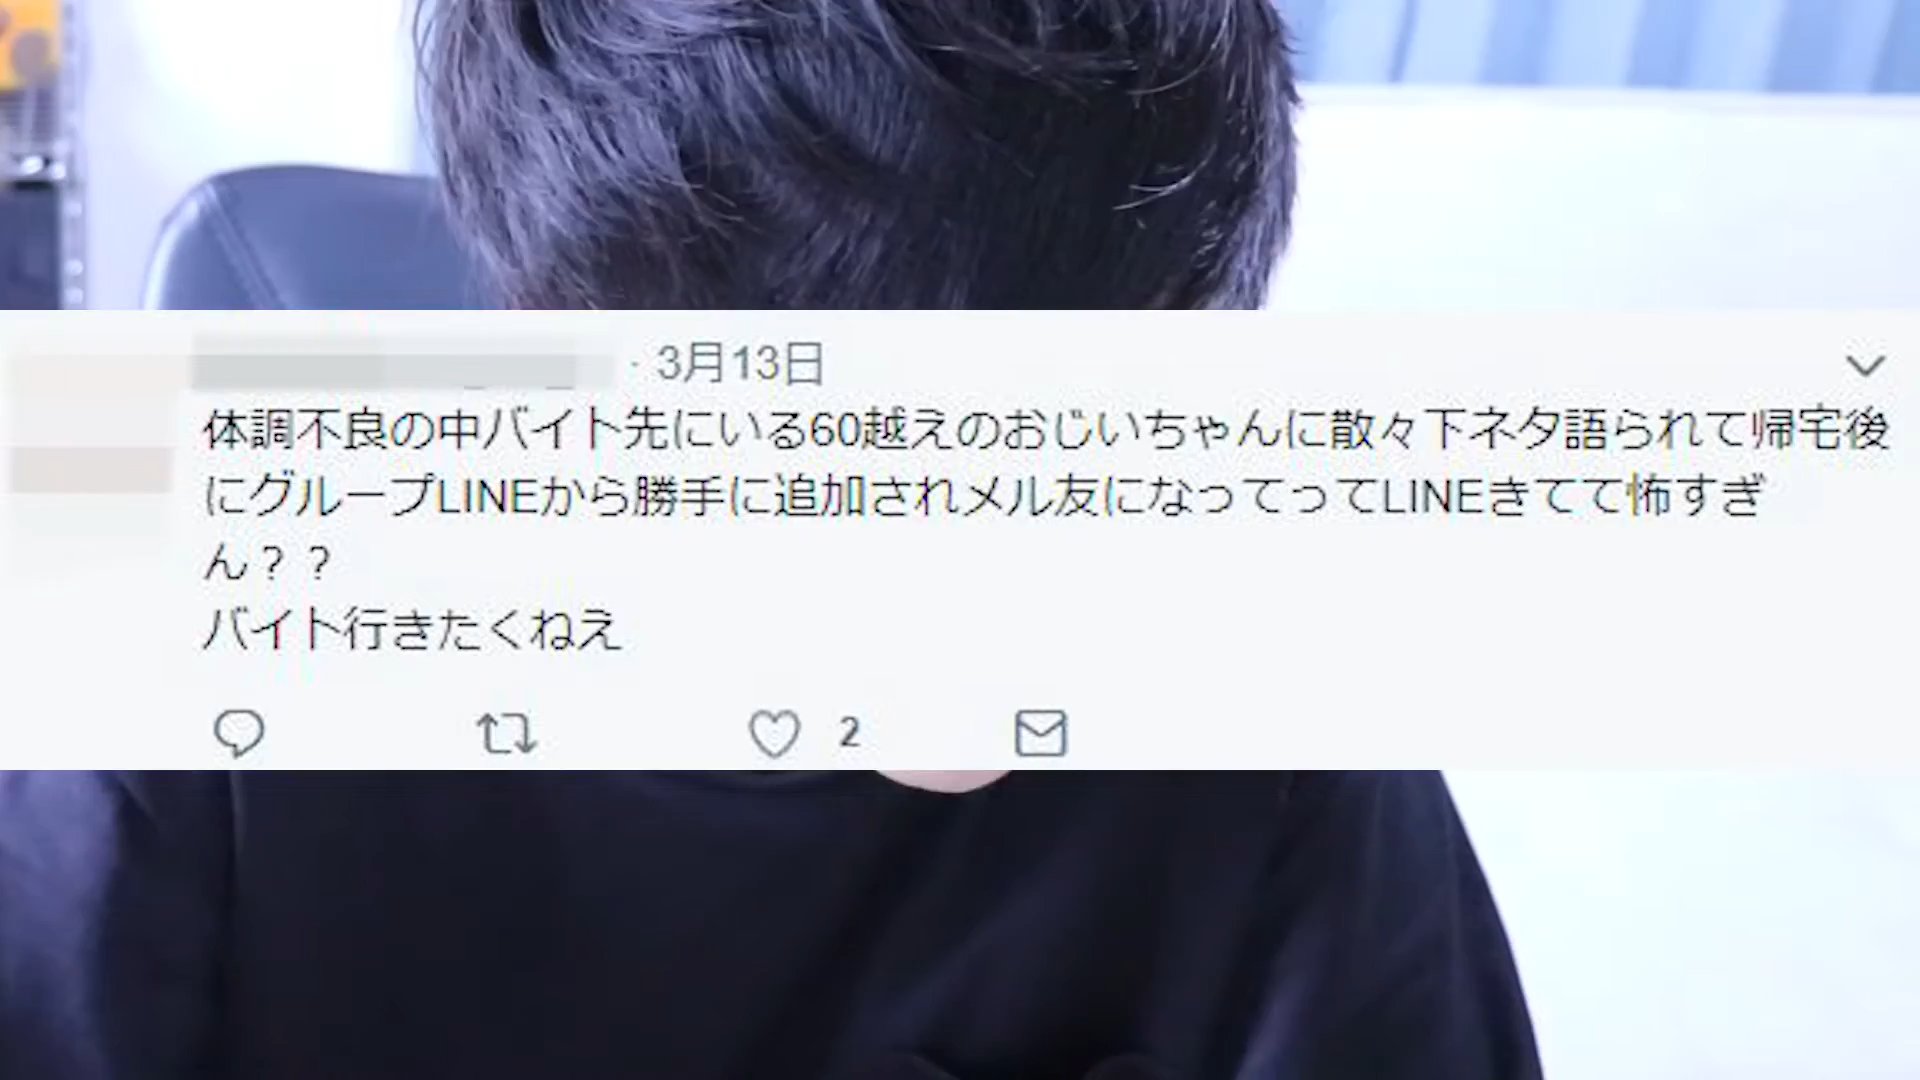 · 3月13日
体調不良の中バイト先にいる60越えのおじいちゃんに散々下ネタ語られて帰宅後
にグループLINEから勝手に追加されメル友になってってLINEきてて怖すぎ
ん？？
バイト行きたくねえ
2